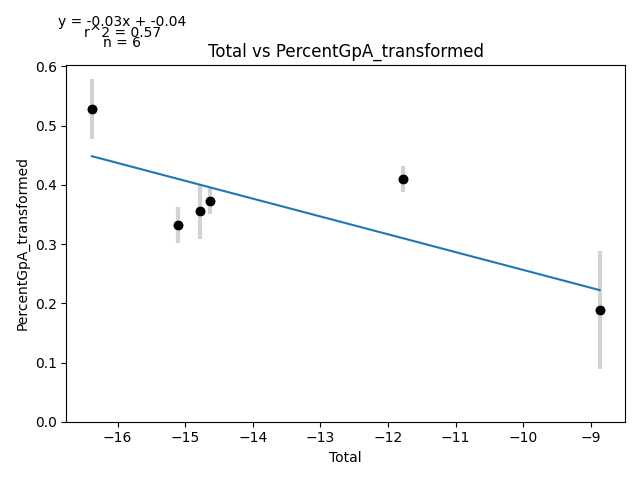 y = -0.03x + -0.04
r^2 = 0.57
n = 6
Total vs PercentGpA_transformed
PercentGpA_transformed
0.6
0.5
0.4
0.3
0.2
0.1
0.0
−16 −15 −14 −13 −12 −11 −10 −9
Total